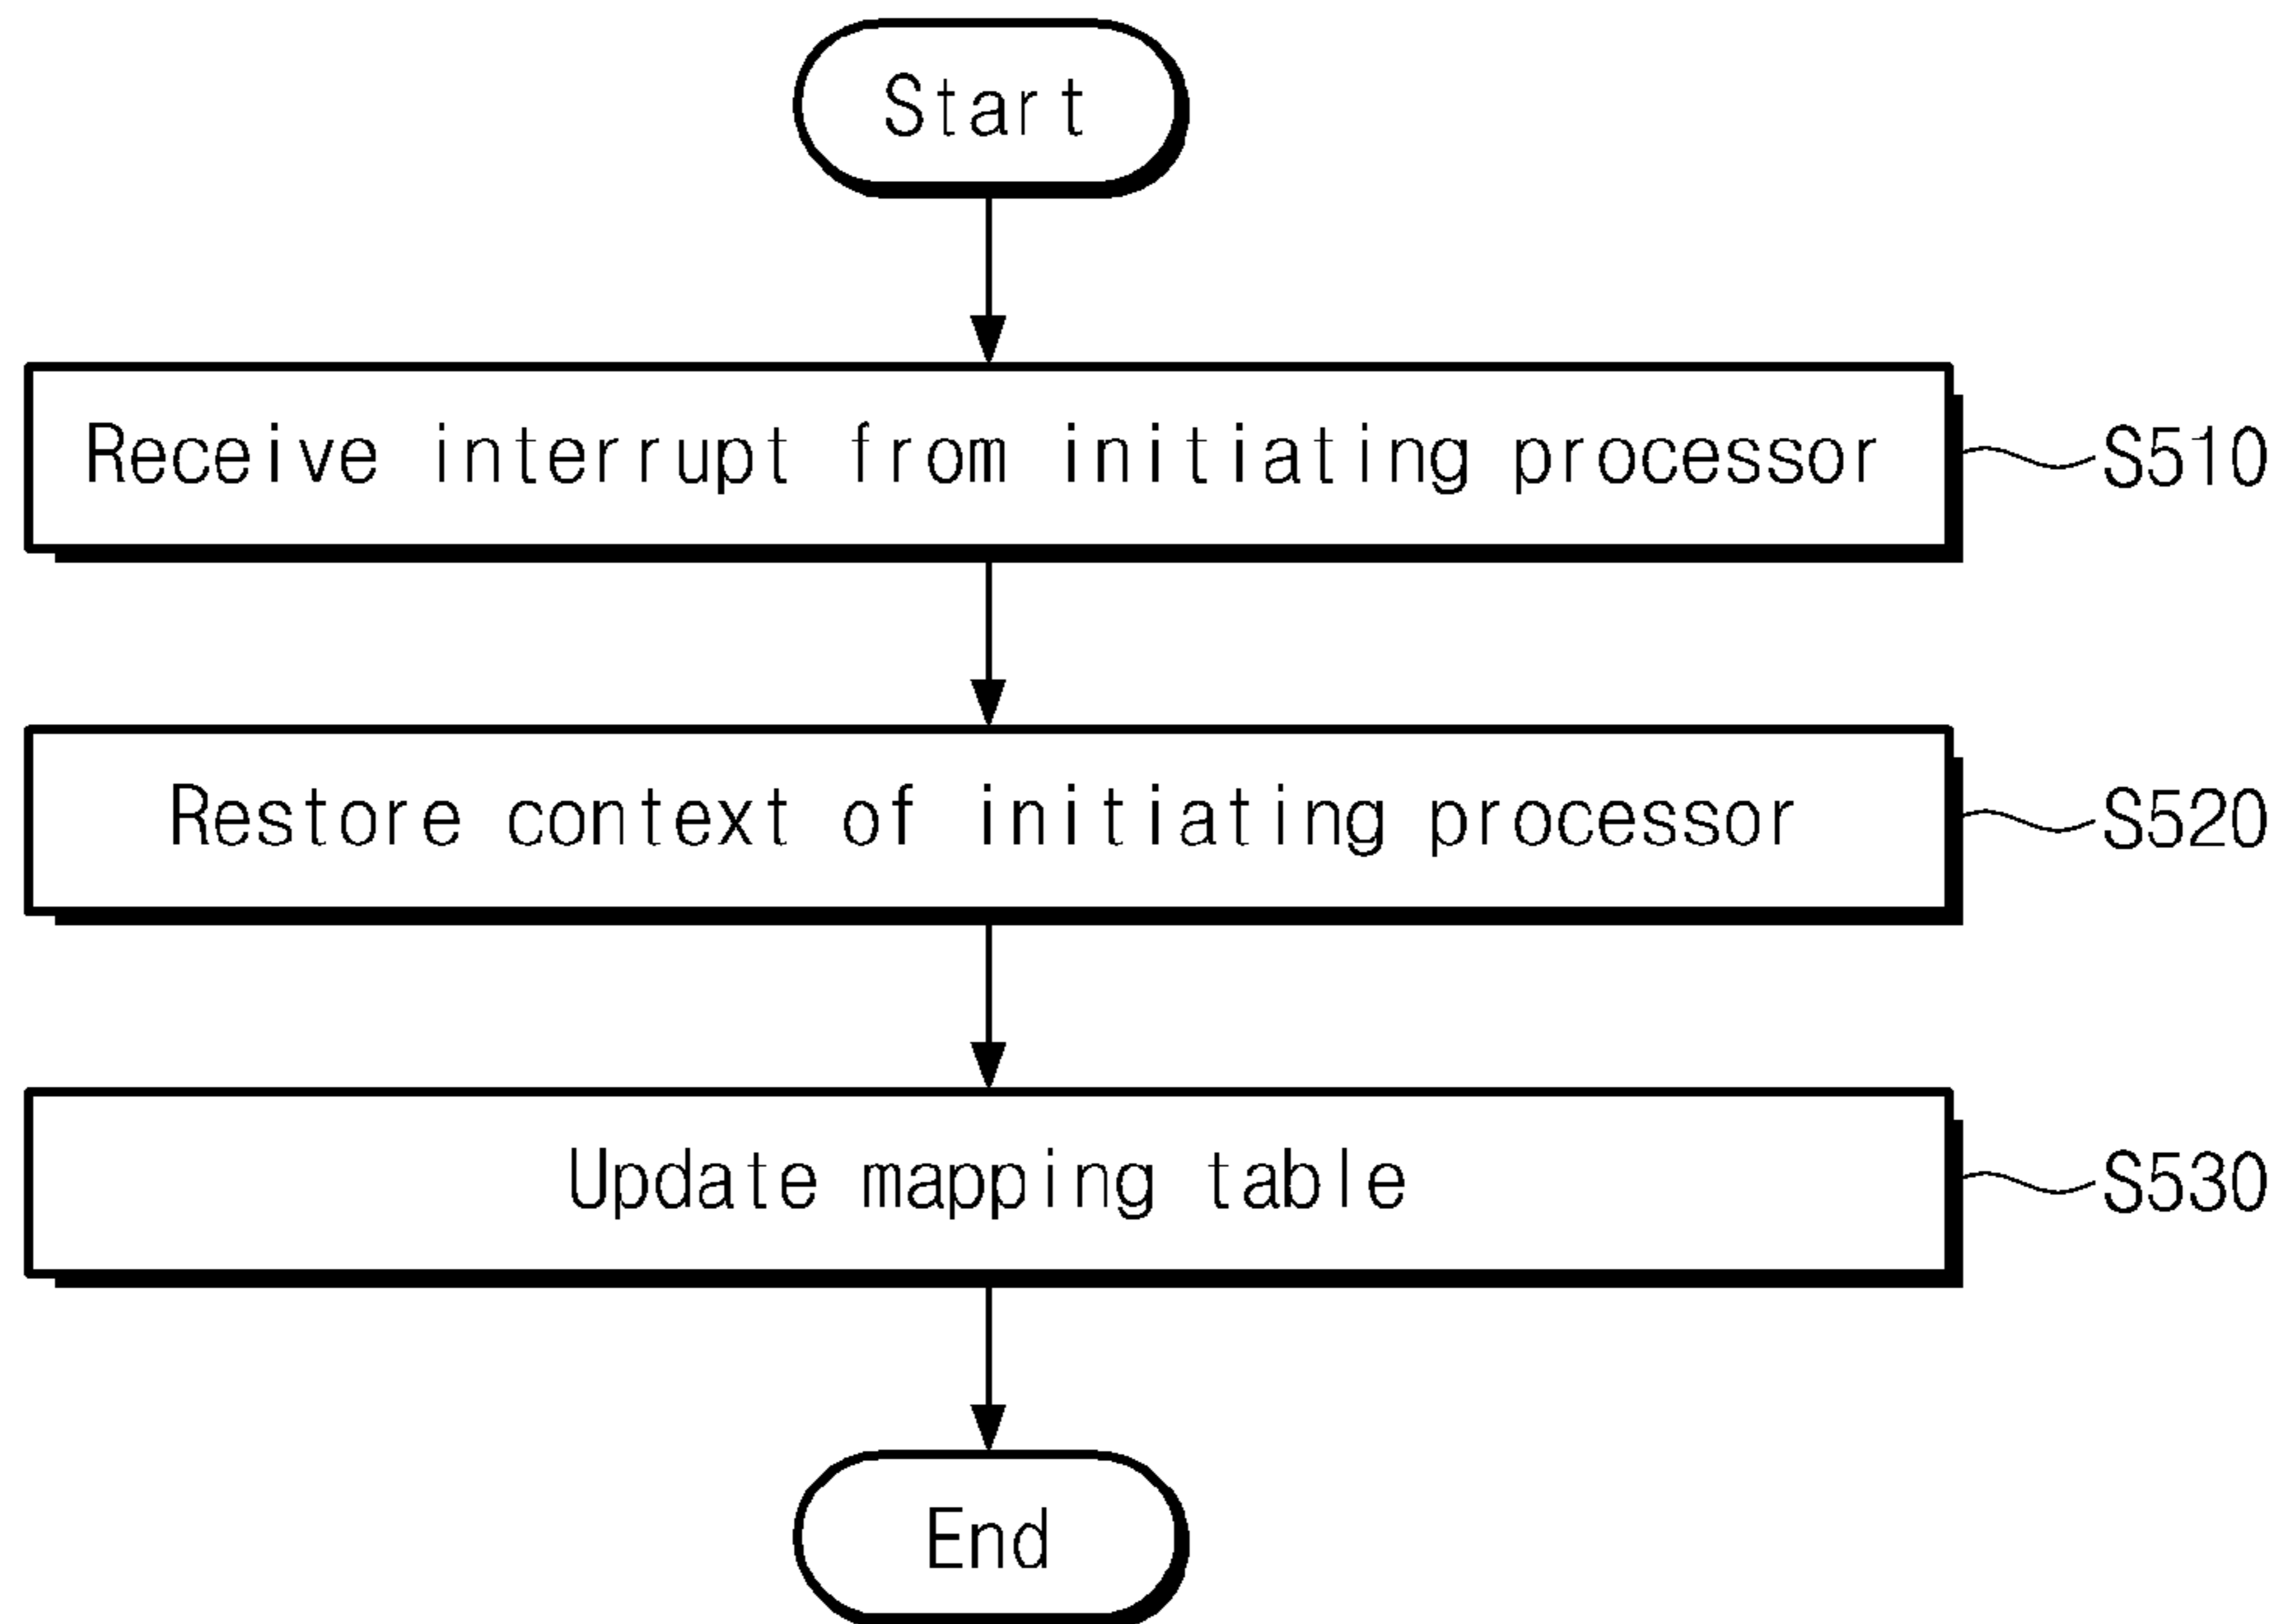 Start
Receive interrupt from initiating processor
S510
Restore context of initiating processor
S520
Update mapping table
S530
End